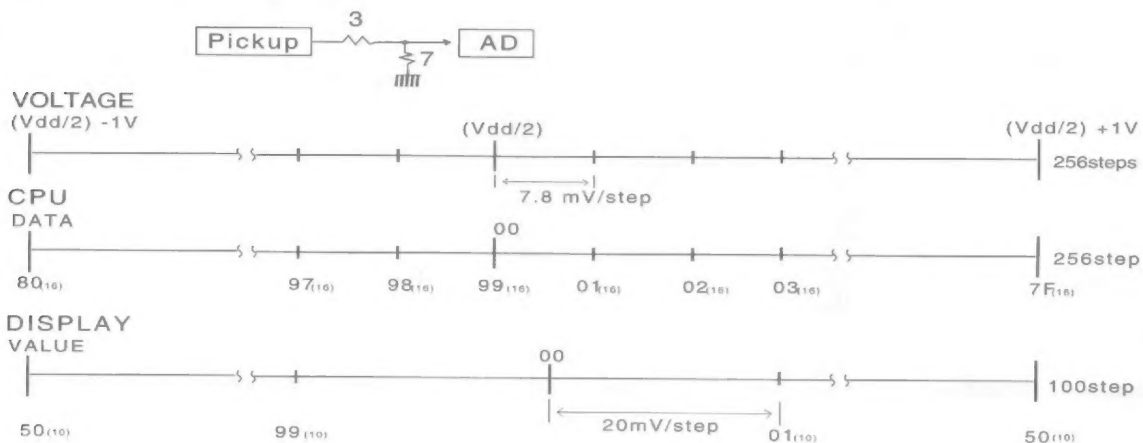 3
Pickup AD
7
VOLTAGE
(Vdd/2) -1V (Vdd/2) (Vdd/2) +1V
256steps
7.8 mV/step
CPU
DATA
00
256step
80(16) 97(16) 98(16) 99(16) 01(16) 02(16) 03(16) 7F(16)
DISPLAY
VALUE
00
100step
20mV/step
50(10) 99(10) 01(10) 50(10)